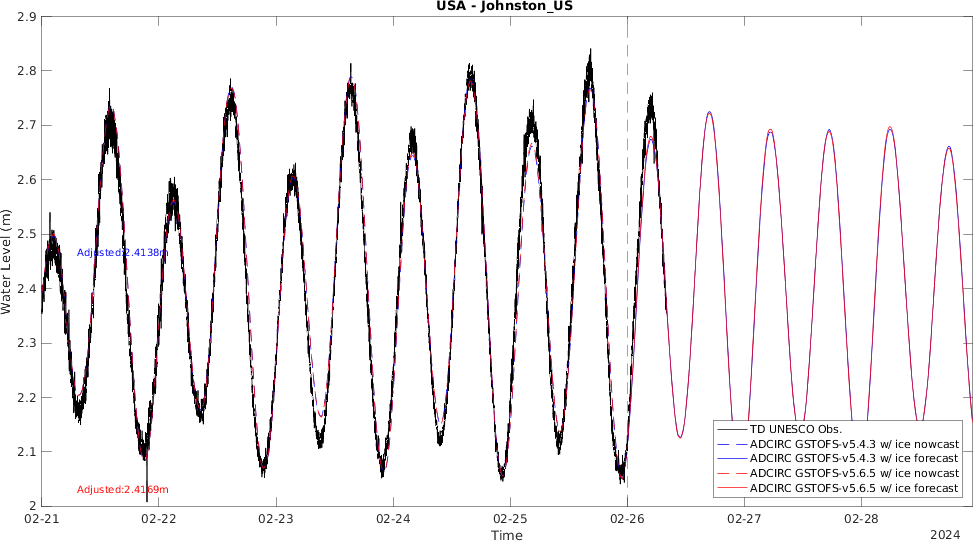 USA - Johnston_US
Water Level (m)
2.9
2.8
2.7
2.6
2.5
2.4
2.3
2.2
2.1
2
Adjusted:2.4138m
Adjusted:2.4169m
TD UNESCO Obs.
ADCIRC GSTOFS-v5.4.3 w/ ice nowcast
ADCIRC GSTOFS-v5.4.3 w/ ice forecast
ADCIRC GSTOFS-v5.6.5 w/ ice nowcast
ADCIRC GSTOFS-v5.6.5 w/ ice forecast
02-21 02-22 02-23 02-24 02-25 02-26 02-27 02-28
Time
2024